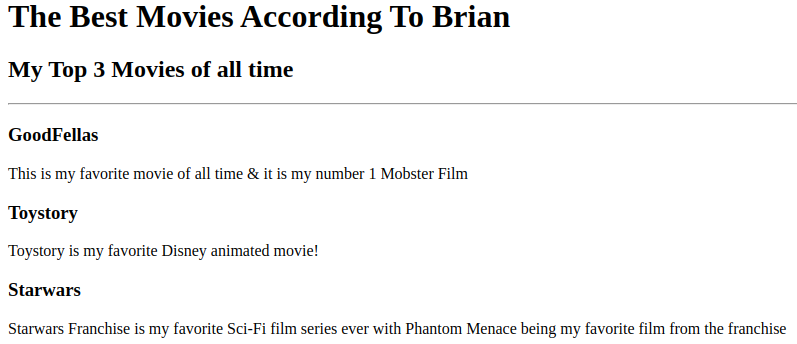 The Best Movies According To Brian
My Top 3 Movies of all time
GoodFellas
This is my favorite movie of all time & it is my number 1 Mobster Film
Toystory
Toystory is my favorite Disney animated movie!
Starwars
Starwars Franchise is my favorite Sci-Fi film series ever with Phantom Menace being my favorite film from the franchise